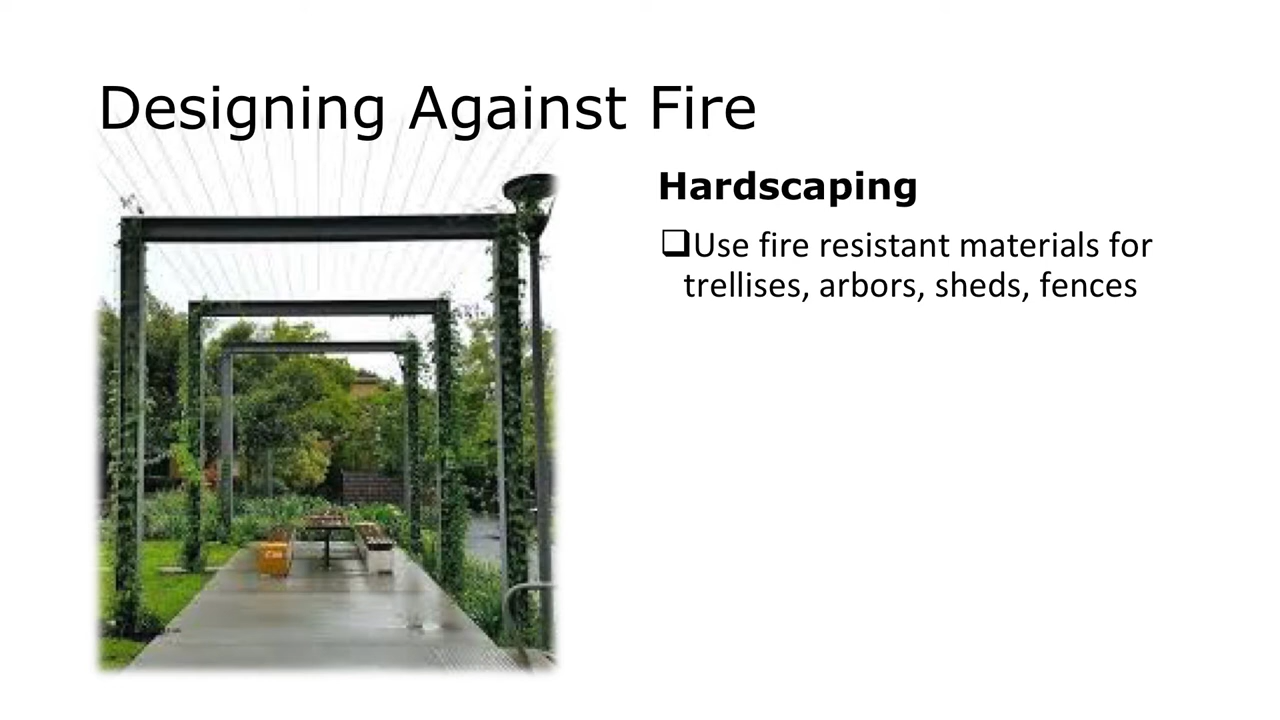 Designing Against Fire
Hardscaping
❑Use fire resistant materials for
trellises, arbors, sheds, fences